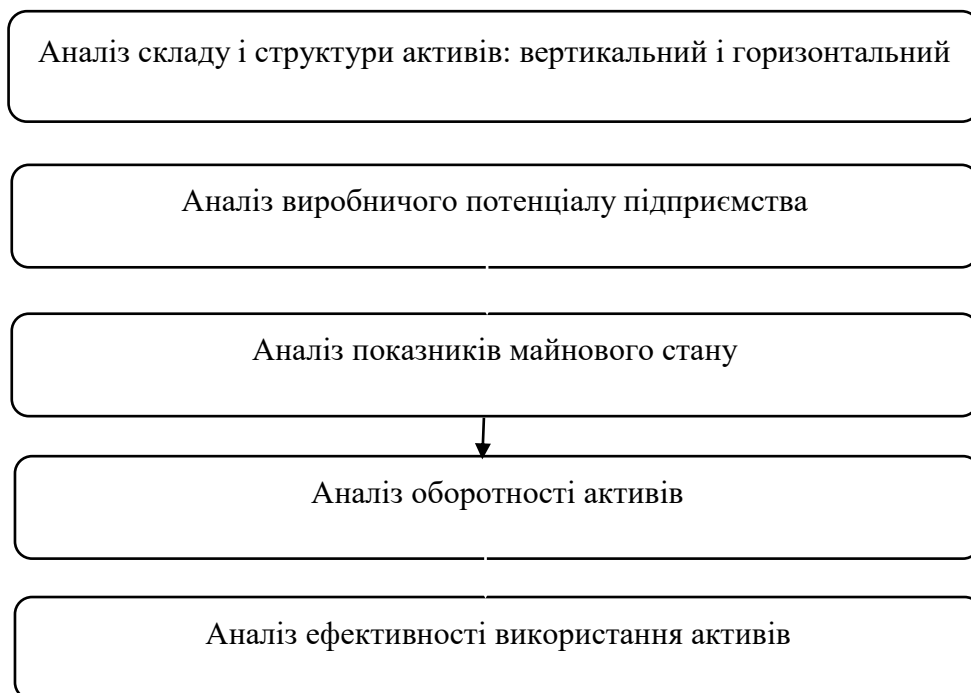 Аналіз складу і структури активів: вертикальний і горизонтальний
Аналіз виробничого потенціалу підприємства
Аналіз показників майнового стану
Аналіз оборотності активів
Аналіз ефективності використання активів